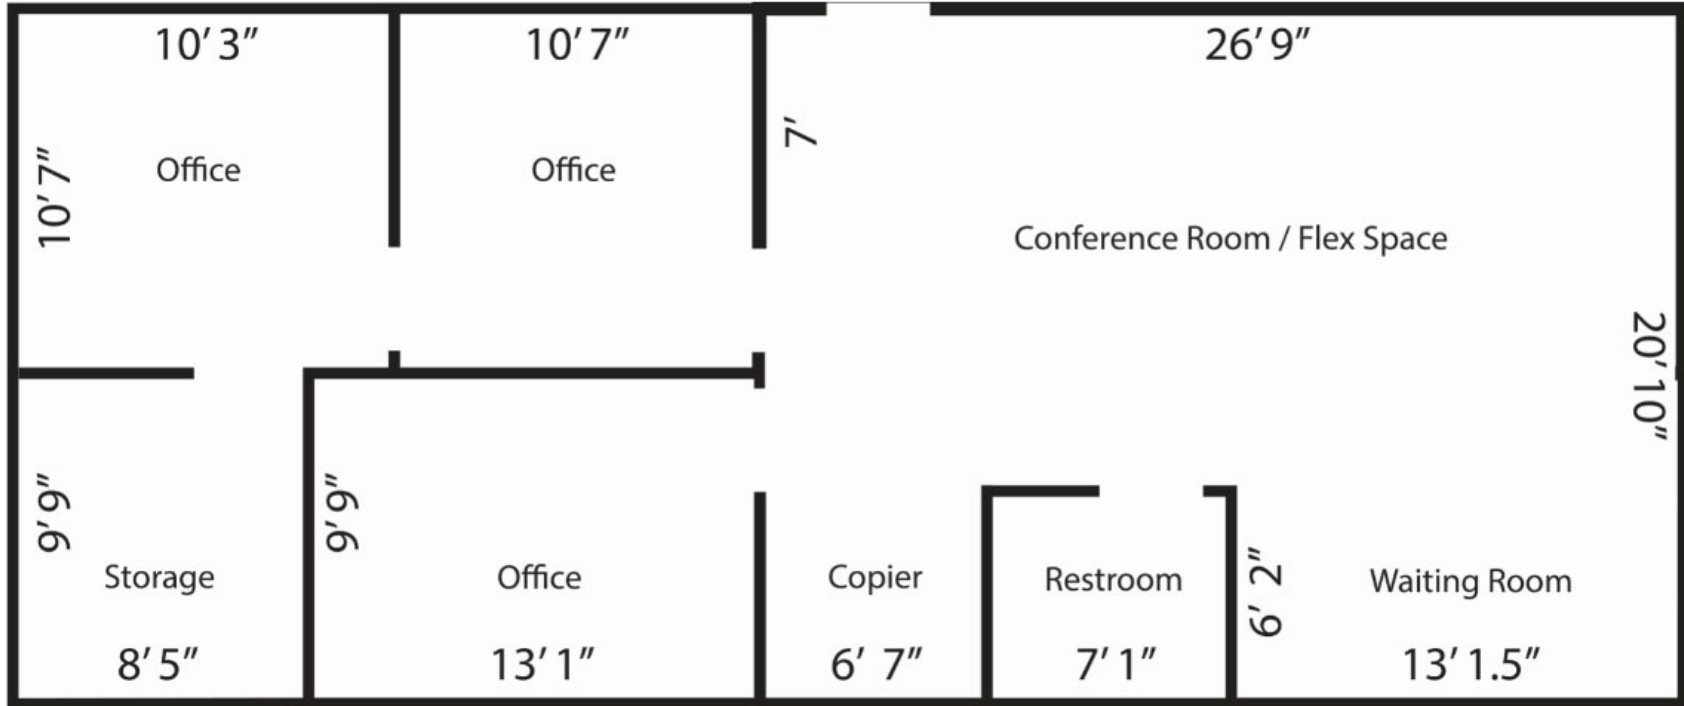 10’ 3”
10’ 7”
26’ 9”
7’
10’ 7”
Office
Office
Conference Room / Flex Space
20’ 10”
9’ 9”
9’ 9”
6’ 2”
Storage
Office
Copier
Restroom
Waiting Room
8’ 5”
13’ 1”
6’ 7”
7’ 1”
13’ 1.5”